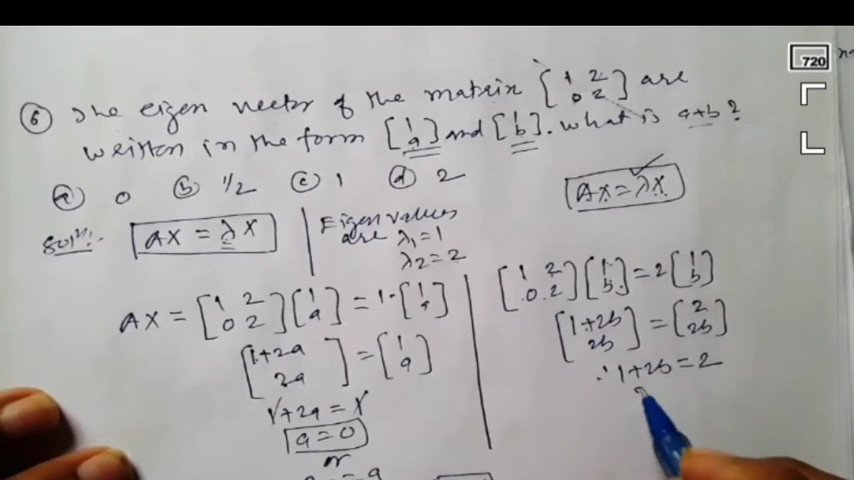 720
⑥ The eigen vector of the matrix [1 2 0 2] are
written in the form [1 a] and [1 b]. What is a+b?
ⓐ 0 ⓑ 1/2 ⓒ 1 ⓓ 2
AX = λX
Solⁿ:- AX = λX
Eigen values
are λ₁=1
λ₂=2
AX = [1 2 0 2] [1 a] = 1·[1 a]
[1+2a 2a] = [1 a]
1+2a = 1
a=0
or
[1 2 0 2] [1 b] = 2 [1 b]
[1+2b 2b] = [2 2b]
∴ 1+2b = 2